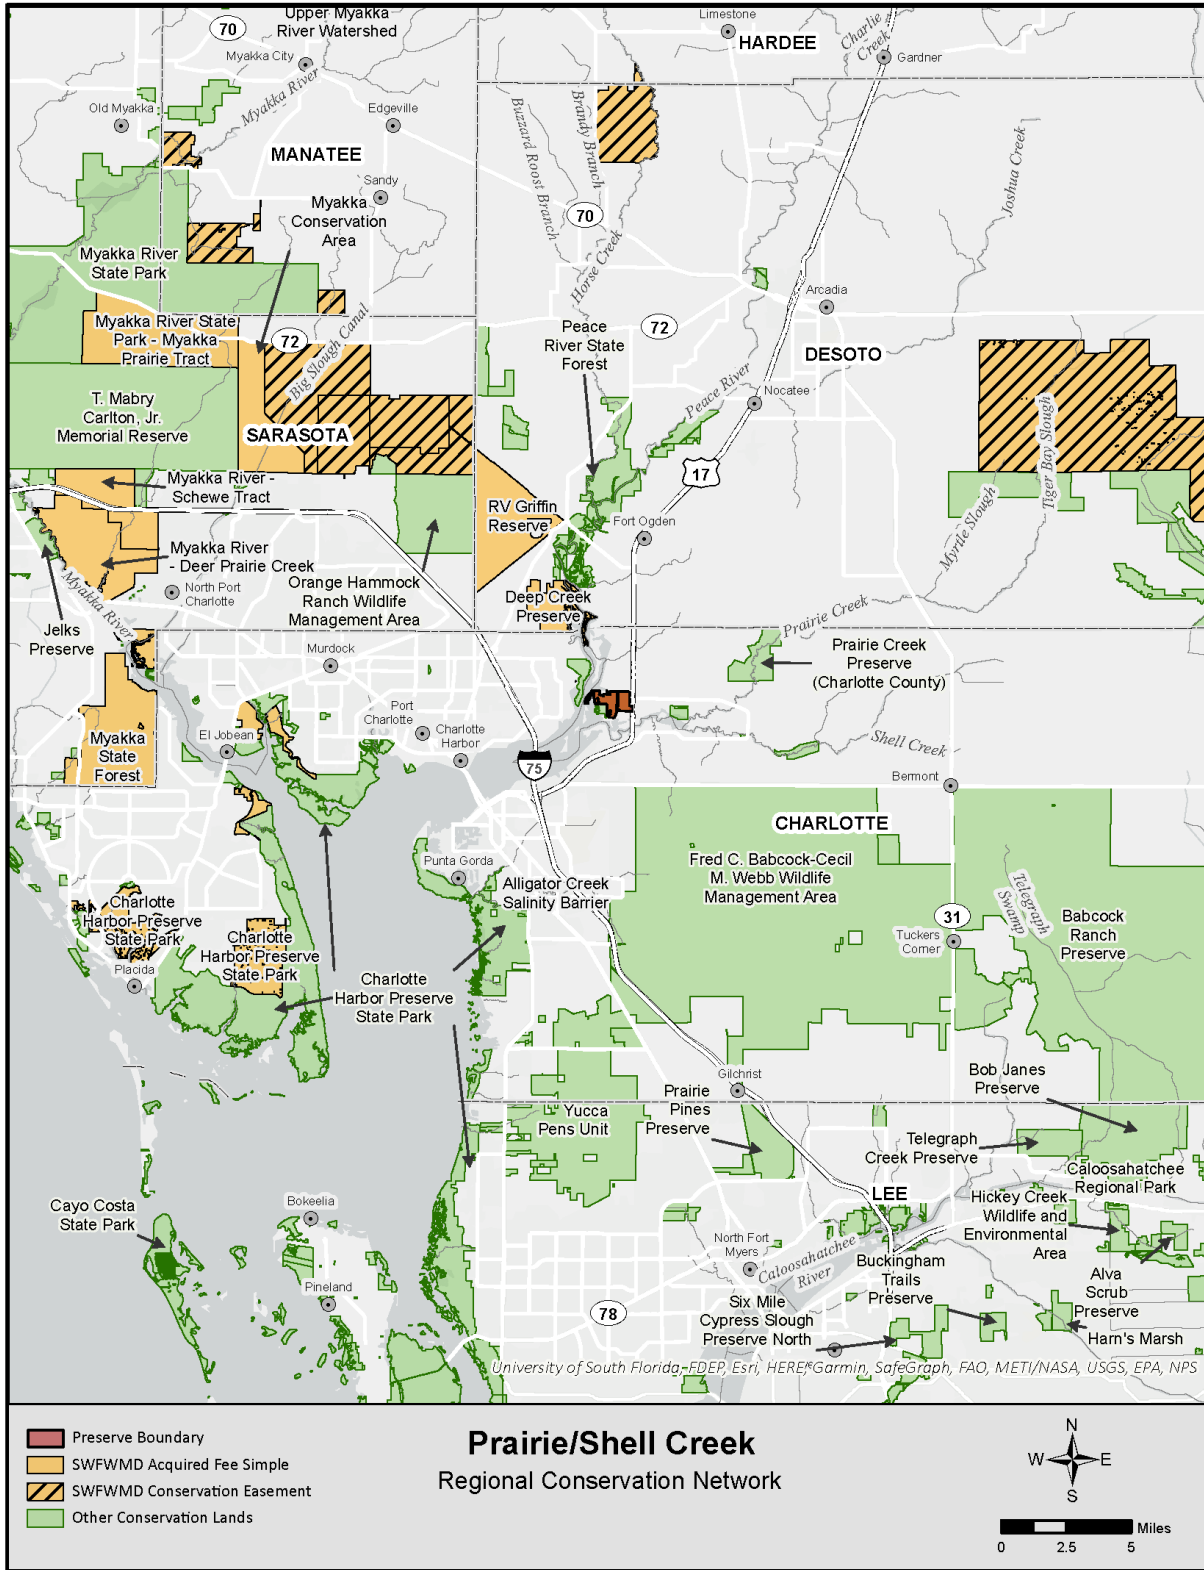 Upper Myakka
River Watershed
Limestone
70
HARDEE
Charlie
Creek
Myakka City
Gardner
Myakka River
Old Myakka
Edgeville
Buzzard Roost Branch
Brandy Branch
MANATEE
Joshua Creek
Sandy
Myakka
Conservation
Area
70
Myakka River
State Park
Horse Creek
Arcadia
Myakka River State
Park - Myakka
Prairie Tract
72
Big Slough Canal
Peace
River State
Forest
72
DESOTO
Peace River
Nocatee
T. Mabry
Carlton, Jr.
Memorial Reserve
SARASOTA
17
Tiger Bay Slough
Myrtle Slough
Myakka River -
Schewe Tract
RV Griffin
Reserve
Fort Ogden
Myakka River
- Deer Prairie Creek
North Port
Charlotte
Orange Hammock
Ranch Wildlife
Management Area
Deep Creek
Preserve
Myakka River
Jelks
Preserve
Prairie Creek
Murdock
Prairie Creek
Preserve
(Charlotte County)
Port
Charlotte
Charlotte
Harbor
El Jobean
Myakka
State
Forest
Shell Creek
75
Bermont
CHARLOTTE
Punta Gorda
Alligator Creek
Salinity Barrier
Fred C. Babcock-Cecil
M. Webb Wildlife
Management Area
Telegraph
Swamp
31
Tuckers
Corner
Babcock
Ranch
Preserve
Charlotte
Harbor Preserve
State Park
Charlotte
Harbor Preserve
State Park
Placida
Charlotte
Harbor Preserve
State Park
Gilchrist
Bob Janes
Preserve
Prairie
Pines
Preserve
Yucca
Pens Unit
Telegraph
Creek Preserve
Caloosahatchee
Regional Park
LEE
Hickey Creek
Wildlife and
Environmental
Area
Cayo Costa
State Park
Bokeelia
North Fort
Myers
Caloosahatchee
River
Buckingham
Trails
Preserve
Alva
Scrub
Preserve
Pineland
78
Six Mile
Cypress Slough
Preserve North
Harn's Marsh
University of South Florida, FDEP, Esri, HERE, Garmin, SafeGraph, FAO, METI/NASA, USGS, EPA, NPS
Preserve Boundary
SWFWMD Acquired Fee Simple
SWFWMD Conservation Easement
Other Conservation Lands
Prairie/Shell Creek
Regional Conservation Network
N
W E
S
Miles
0 2.5 5